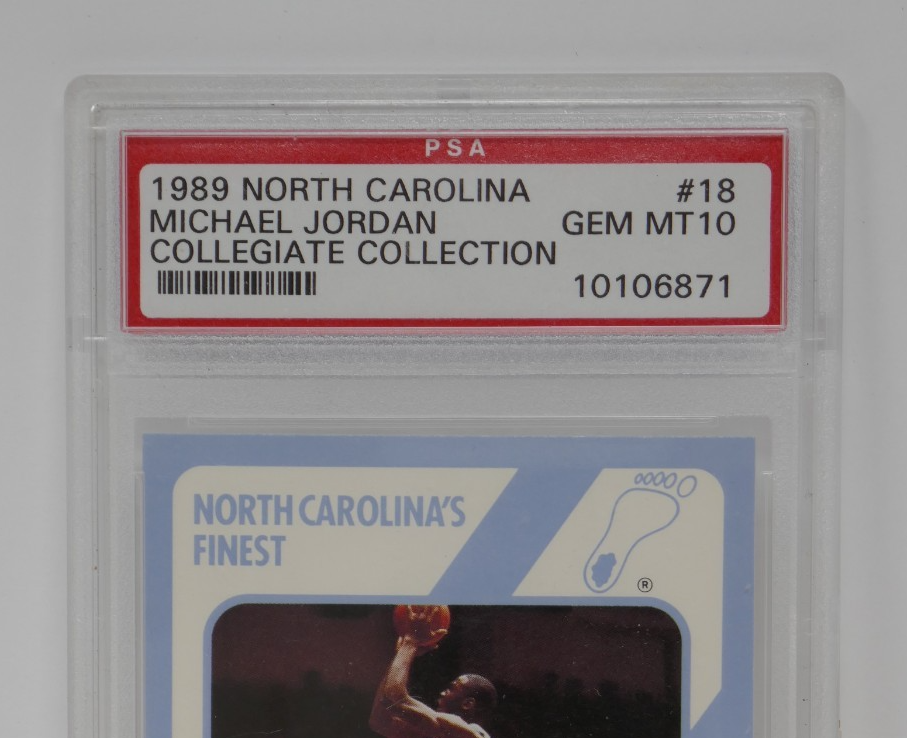 PSA
1989 NORTH CAROLINA #18
MICHAEL JORDAN GEM MT10
COLLEGIATE COLLECTION
10106871
NORTH CAROLINA'S
FINEST
®